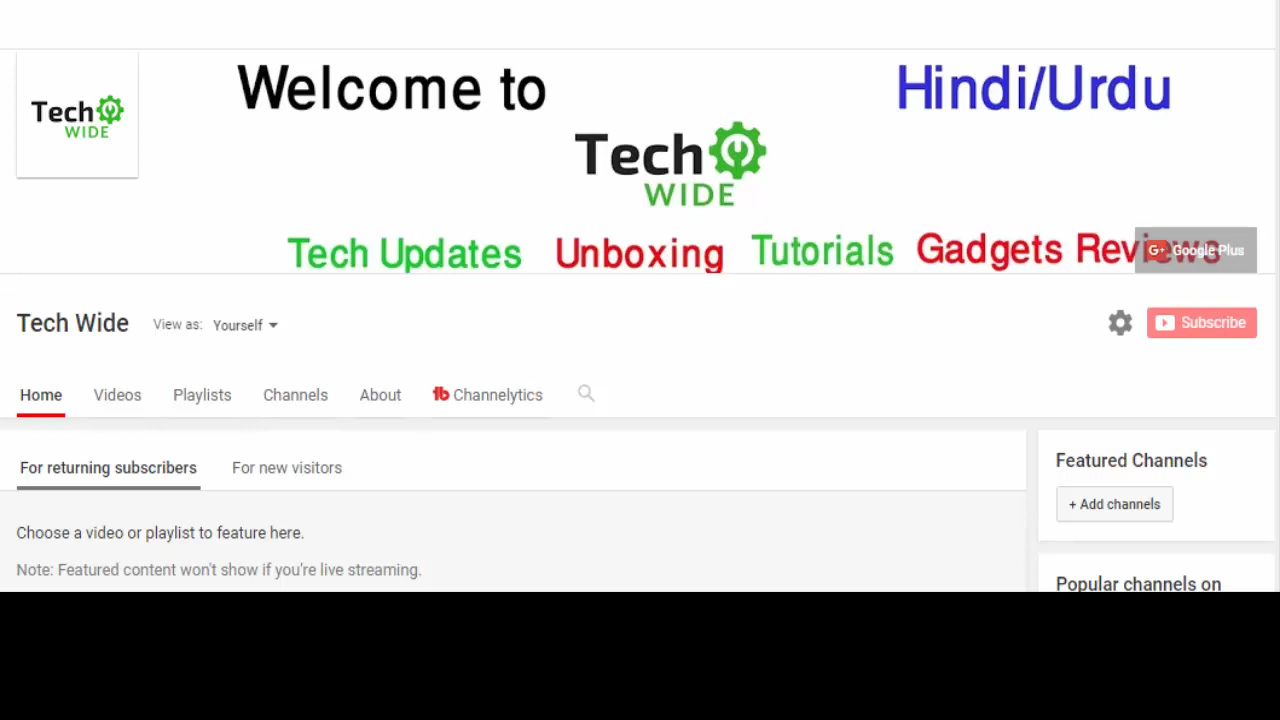 Welcome to
Hindi/Urdu
Tech
WIDE
Tech
WIDE
Tech Updates Unboxing Tutorials Gadgets Reviews
Google Plus
Tech Wide View as: Yourself
Subscribe
Home Videos Playlists Channels About Channelytics
For returning subscribers For new visitors
Featured Channels
+ Add channels
Choose a video or playlist to feature here.
Note: Featured content won't show if you're live streaming.
Popular channels on